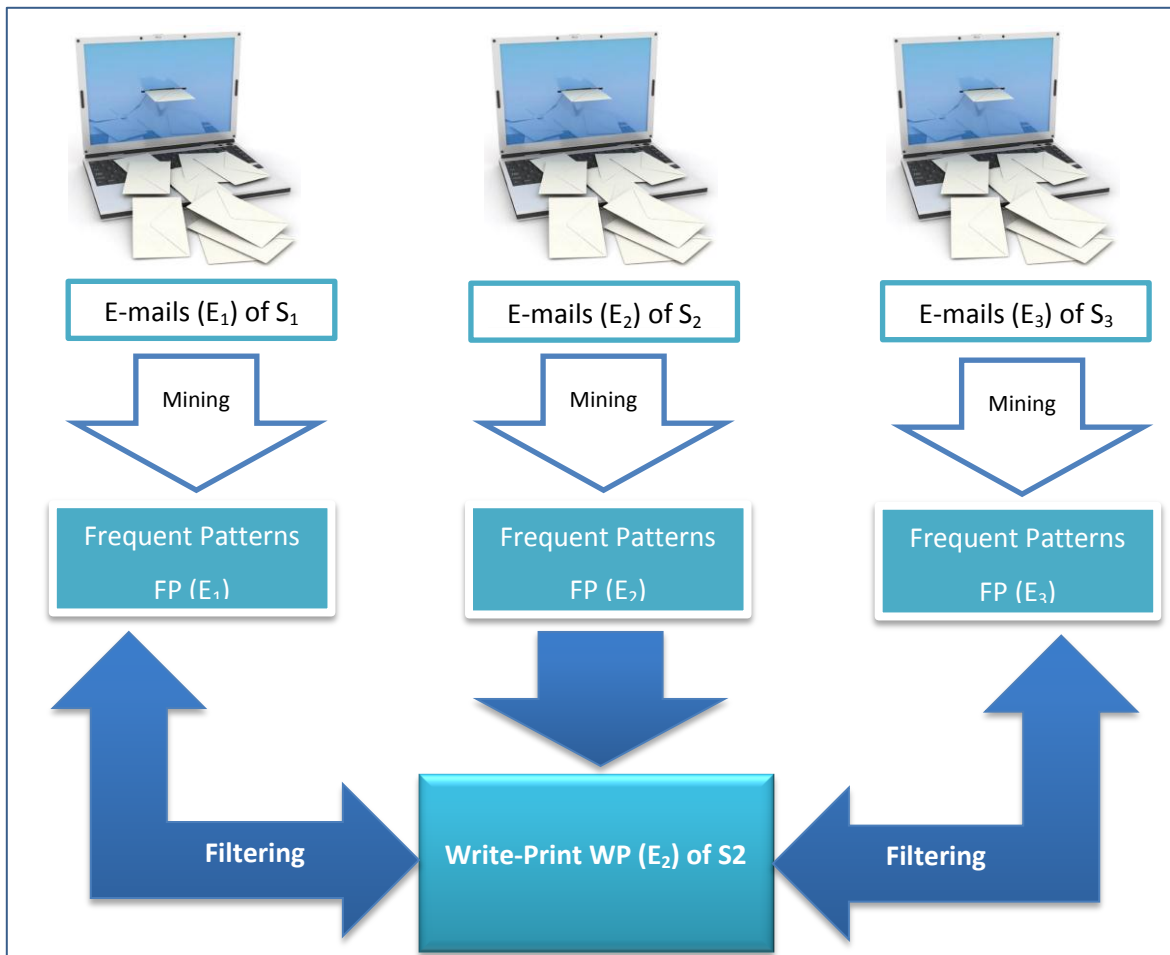 E-mails (E₁) of S₁
E-mails (E₂) of S₂
E-mails (E₃) of S₃
Mining
Mining
Mining
Frequent Patterns
FP (E₁)
Frequent Patterns
FP (E₂)
Frequent Patterns
FP (E₃)
Filtering
Write-Print WP (E₂) of S2
Filtering